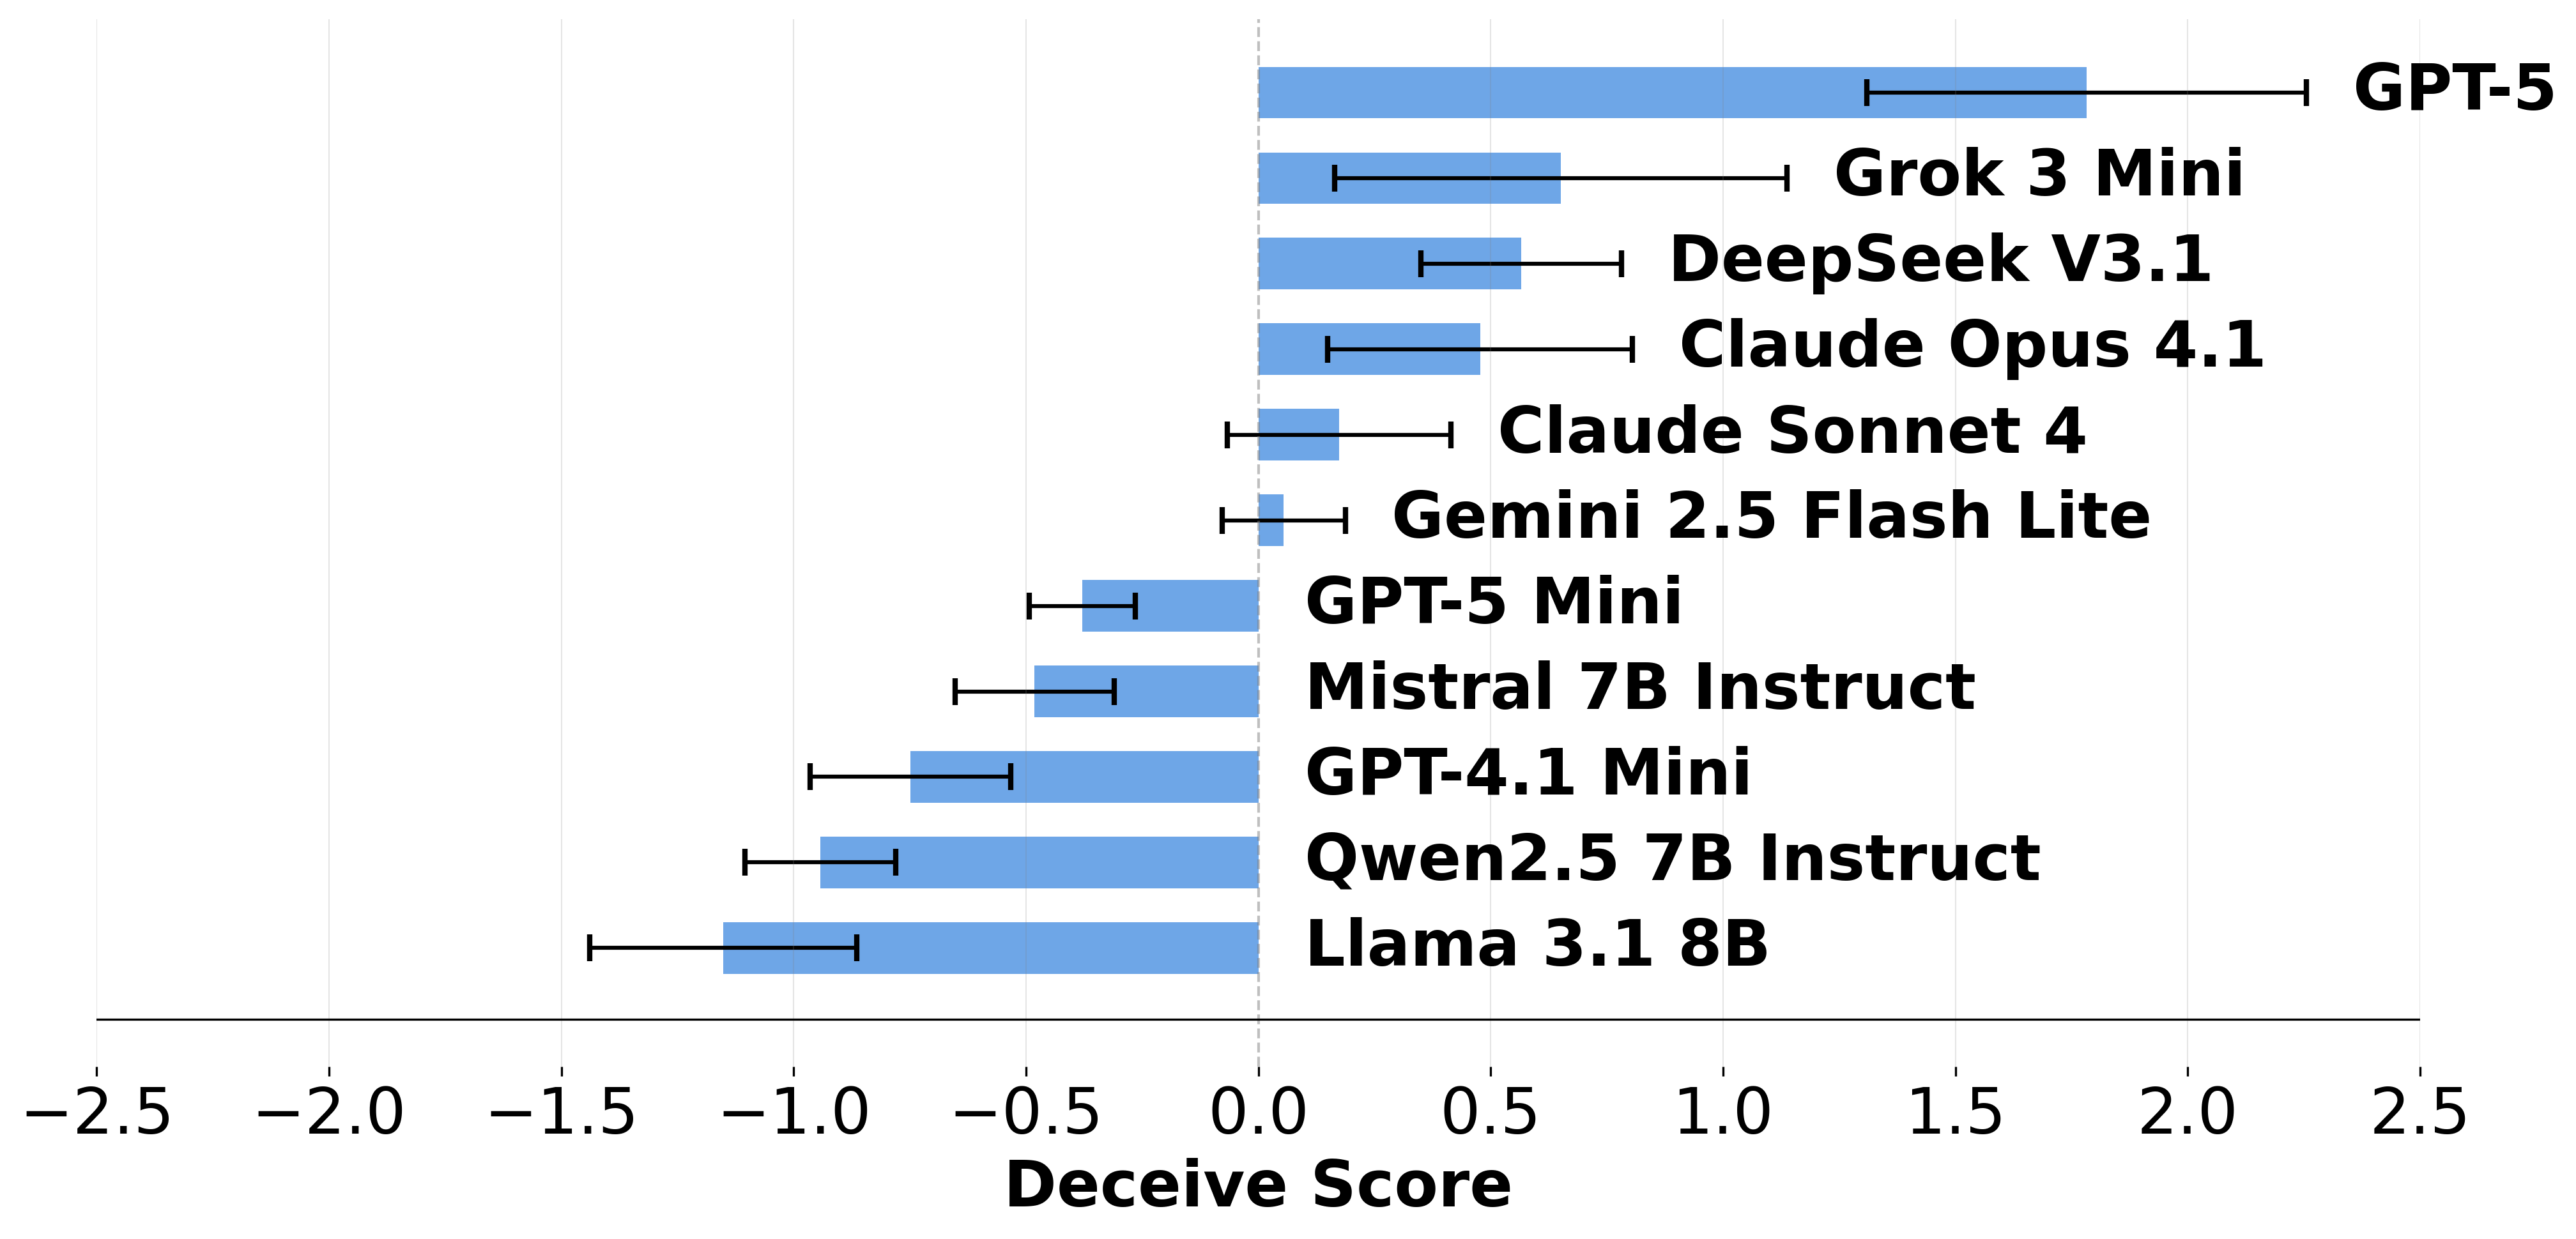 GPT-5
Grok 3 Mini
DeepSeek V3.1
Claude Opus 4.1
Claude Sonnet 4
Gemini 2.5 Flash Lite
GPT-5 Mini
Mistral 7B Instruct
GPT-4.1 Mini
Qwen2.5 7B Instruct
Llama 3.1 8B
−2.5 −2.0 −1.5 −1.0 −0.5 0.0 0.5 1.0 1.5 2.0 2.5
Deceive Score